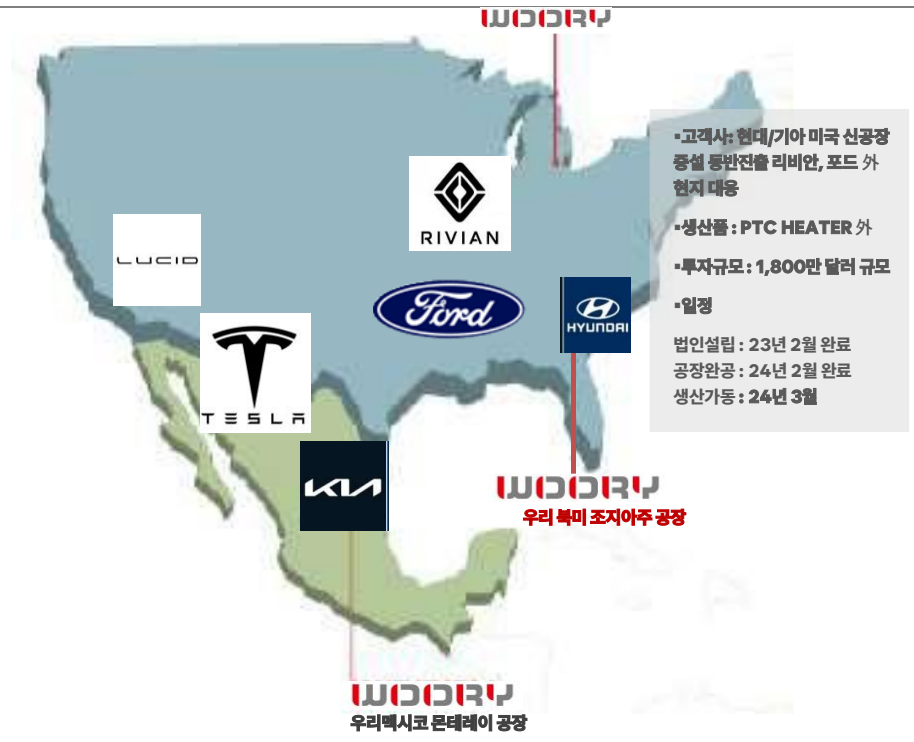 WOORY
▪고객사: 현대/기아 미국 신공장
증설 동반진출 리비안, 포드 外
현지 대응
RIVIAN
▪생산품 : PTC HEATER 外
LUCID
▪투자규모 : 1,800만 달러 규모
Ford
▪일정
HYUNDAI
TESLA
법인설립 : 23년 2월 완료
공장완공 : 24년 2월 완료
생산가동 : 24년 3월
KIA
WOORY
우리 북미 조지아주 공장
WOORY
우리멕시코 몬테레이 공장